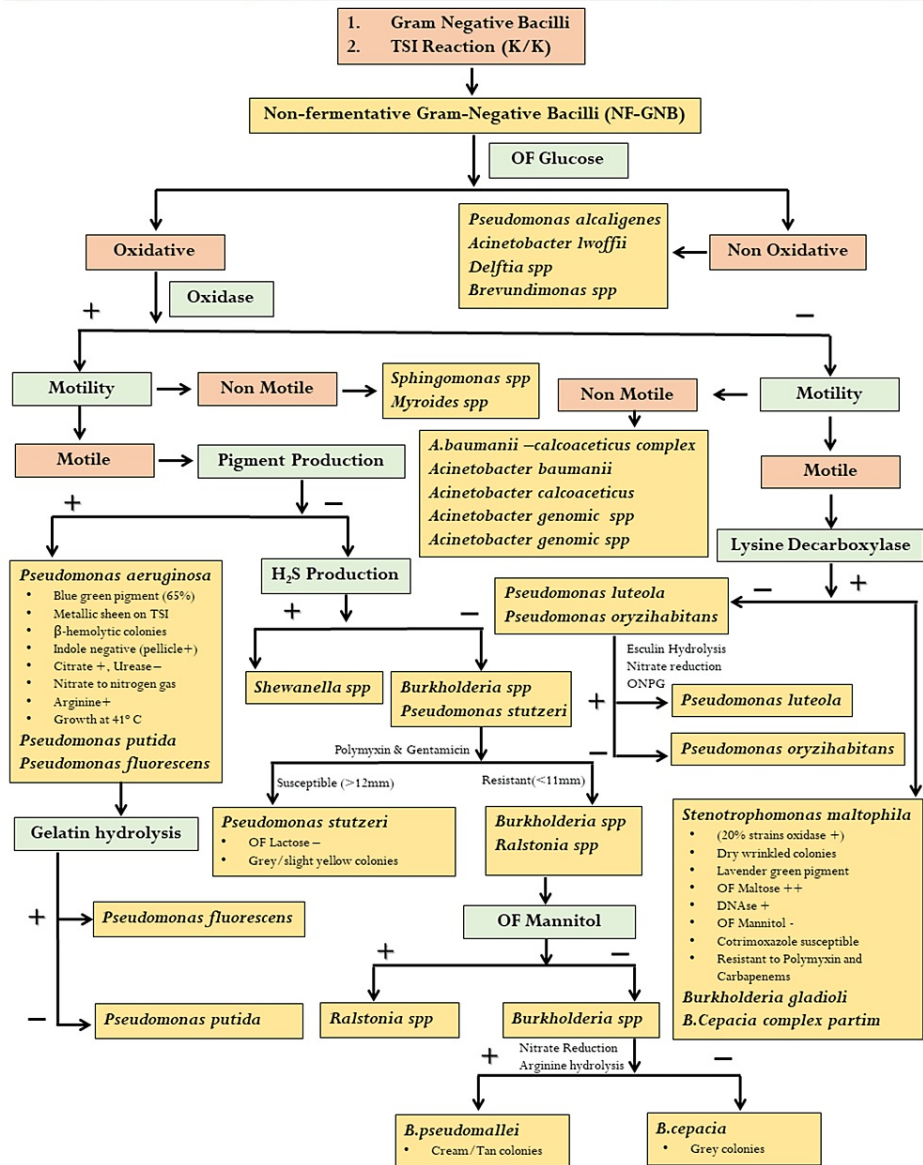 1. Gram Negative Bacilli
2. TSI Reaction (K/K)
Non-fermentative Gram-Negative Bacilli (NF-GNB)
OF Glucose
Oxidative
Pseudomonas alcaligenes
Acinetobacter lwoffii
Delftia spp
Brevundimonas spp
Non Oxidative
Oxidase
+
−
Motility
Non Motile
Sphingomonas spp
Myroides spp
Non Motile
Motility
Motile
Pigment Production
A.baumanii –calcoaceticus complex
Acinetobacter baumanii
Acinetobacter calcoaceticus
Acinetobacter genomic spp
Acinetobacter genomic spp
Motile
+
−
Lysine Decarboxylase
Pseudomonas aeruginosa
• Blue green pigment (65%)
• Metallic sheen on TSI
• β-hemolytic colonies
• Indole negative (pellicle+)
• Citrate +, Urease–
• Nitrate to nitrogen gas
• Arginine+
• Growth at 41° C
Pseudomonas putida
Pseudomonas fluorescens
H₂S Production
+
−
Pseudomonas luteola
Pseudomonas oryzihabitans
−
+
Shewanella spp
Burkholderia spp
Pseudomonas stutzeri
Esculin Hydrolysis
Nitrate reduction
ONPG
+
Pseudomonas luteola
−
Pseudomonas oryzihabitans
Polymyxin & Gentamicin
Susceptible (>12mm)
Resistant(<11mm)
Gelatin hydrolysis
Pseudomonas stutzeri
• OF Lactose –
• Grey/slight yellow colonies
Burkholderia spp
Ralstonia spp
Stenotrophomonas maltophila
• (20% strains oxidase +)
• Dry wrinkled colonies
• Lavender green pigment
• OF Maltose ++
• DNAse +
• OF Mannitol -
• Cotrimoxazole susceptible
• Resistant to Polymyxin and
Carbapenems
Burkholderia gladioli
B.Cepacia complex partim
+
Pseudomonas fluorescens
−
Pseudomonas putida
OF Mannitol
+
−
Ralstonia spp
Burkholderia spp
Nitrate Reduction
Arginine hydrolysis
+
−
B.pseudomallei
• Cream/Tan colonies
B.cepacia
• Grey colonies